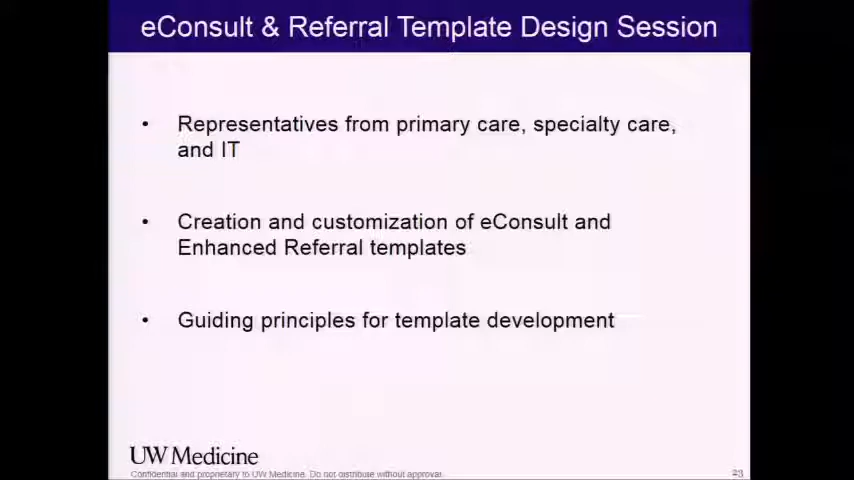 eConsult & Referral Template Design Session
• Representatives from primary care, specialty care,
and IT
• Creation and customization of eConsult and
Enhanced Referral templates
• Guiding principles for template development
UW Medicine
Confidential and proprietary to UW Medicine. Do not distribute without approval.
23